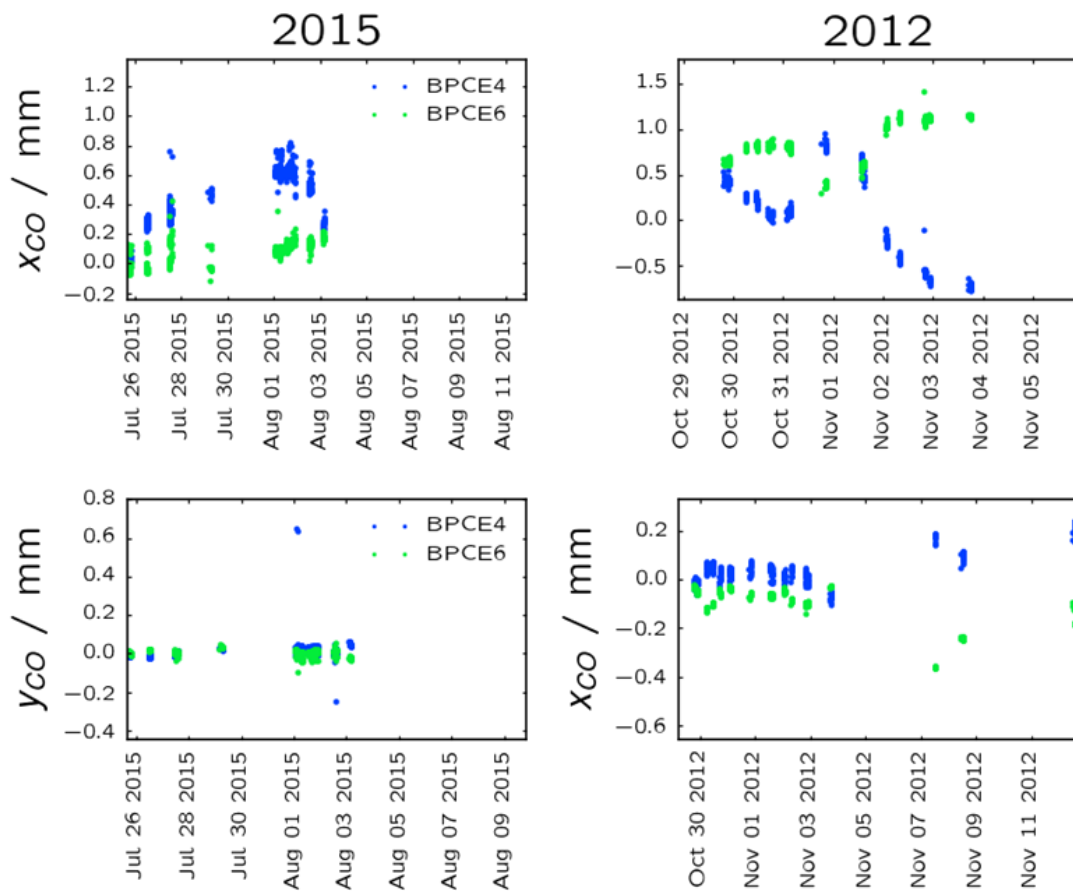 2015
2012
x_CO / mm
1.2
1.0
0.8
0.6
0.4
0.2
0.0
−0.2
BPCE4
BPCE6
Jul 26 2015
Jul 28 2015
Jul 30 2015
Aug 01 2015
Aug 03 2015
Aug 05 2015
Aug 07 2015
Aug 09 2015
Aug 11 2015
1.5
1.0
0.5
0.0
−0.5
Oct 29 2012
Oct 30 2012
Oct 31 2012
Nov 01 2012
Nov 02 2012
Nov 03 2012
Nov 04 2012
Nov 05 2012
y_CO / mm
0.8
0.6
0.4
0.2
0.0
−0.2
−0.4
BPCE4
BPCE6
Jul 26 2015
Jul 28 2015
Jul 30 2015
Aug 01 2015
Aug 03 2015
Aug 05 2015
Aug 07 2015
Aug 09 2015
x_CO / mm
0.2
0.0
−0.2
−0.4
−0.6
Oct 30 2012
Nov 01 2012
Nov 03 2012
Nov 05 2012
Nov 07 2012
Nov 09 2012
Nov 11 2012